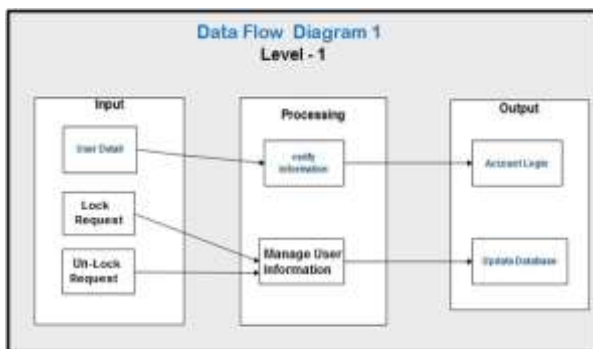 Data Flow Diagram 1
Level - 1
Input
Processing
Output
User Detail
verify
information
Account Login
Lock
Request
Un-Lock
Request
Manage User
Information
Update Database